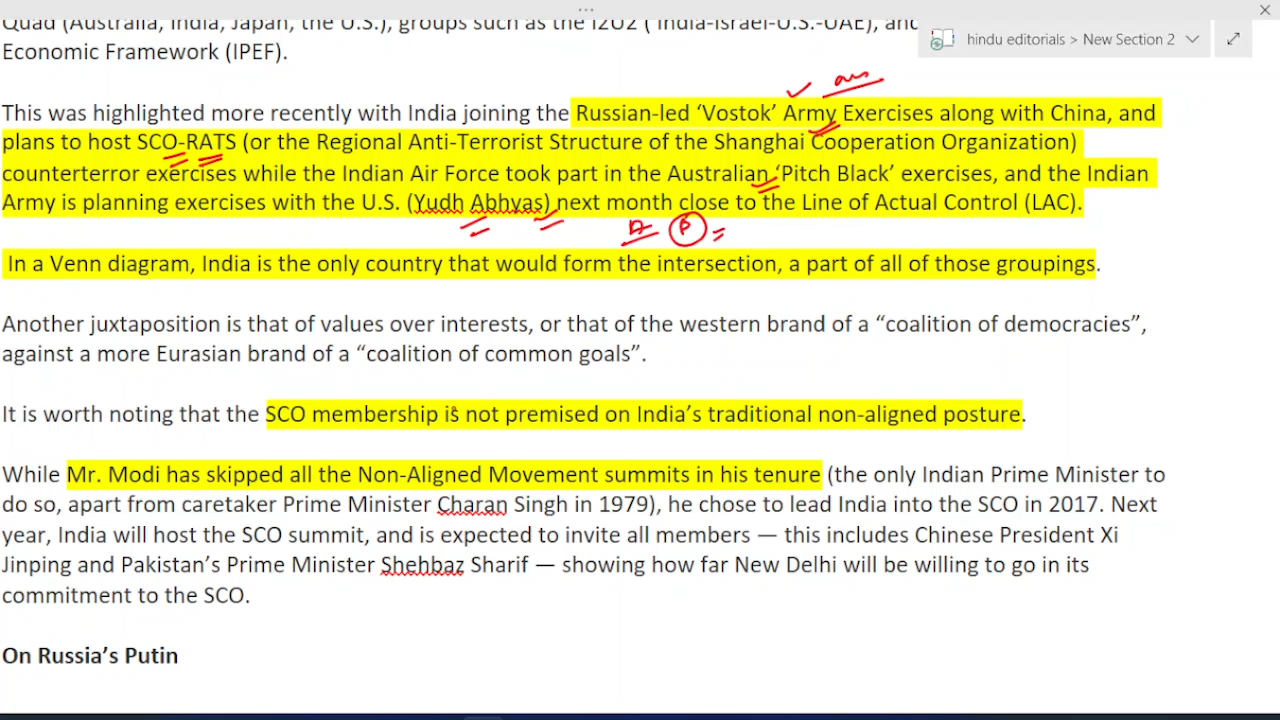 Quad (Australia, India, Japan, the U.S.), groups such as the I2U2 ( India-Israel-U.S.-UAE), and
hindu editorials > New Section 2
Economic Framework (IPEF).
This was highlighted more recently with India joining the Russian-led ‘Vostok’ Army Exercises along with China, and
plans to host SCO-RATS (or the Regional Anti-Terrorist Structure of the Shanghai Cooperation Organization)
counterterror exercises while the Indian Air Force took part in the Australian ‘Pitch Black’ exercises, and the Indian
Army is planning exercises with the U.S. (Yudh Abhyas) next month close to the Line of Actual Control (LAC).
In a Venn diagram, India is the only country that would form the intersection, a part of all of those groupings.
Another juxtaposition is that of values over interests, or that of the western brand of a “coalition of democracies”,
against a more Eurasian brand of a “coalition of common goals”.
It is worth noting that the SCO membership is not premised on India’s traditional non-aligned posture.
While Mr. Modi has skipped all the Non-Aligned Movement summits in his tenure (the only Indian Prime Minister to
do so, apart from caretaker Prime Minister Charan Singh in 1979), he chose to lead India into the SCO in 2017. Next
year, India will host the SCO summit, and is expected to invite all members — this includes Chinese President Xi
Jinping and Pakistan’s Prime Minister Shehbaz Sharif — showing how far New Delhi will be willing to go in its
commitment to the SCO.
On Russia’s Putin